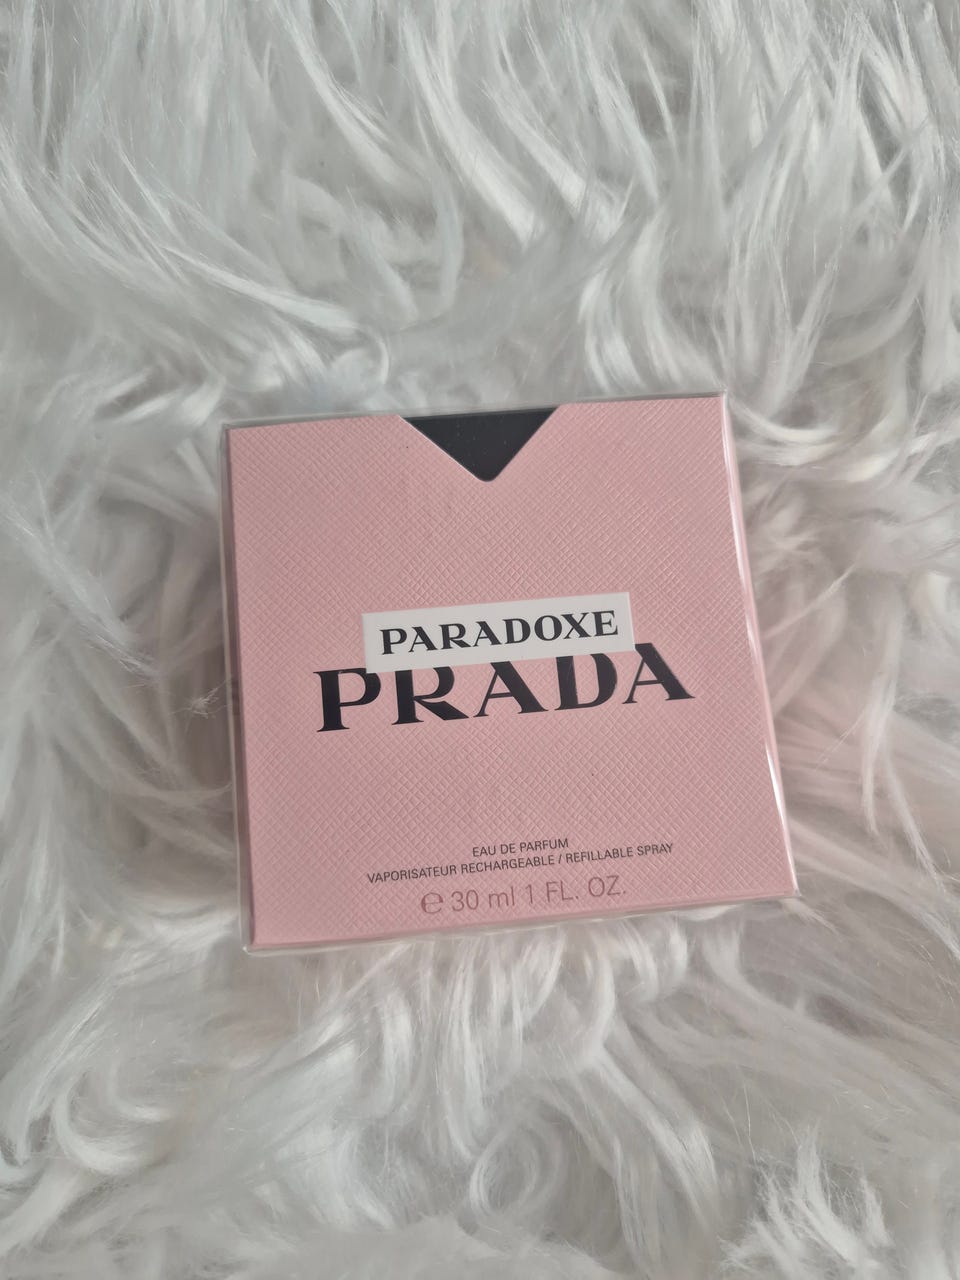 PARADOXE
PRADA
EAU DE PARFUM
VAPORISATEUR RECHARGEABLE / REFILLABLE SPRAY
℮ 30 ml 1 FL. OZ.